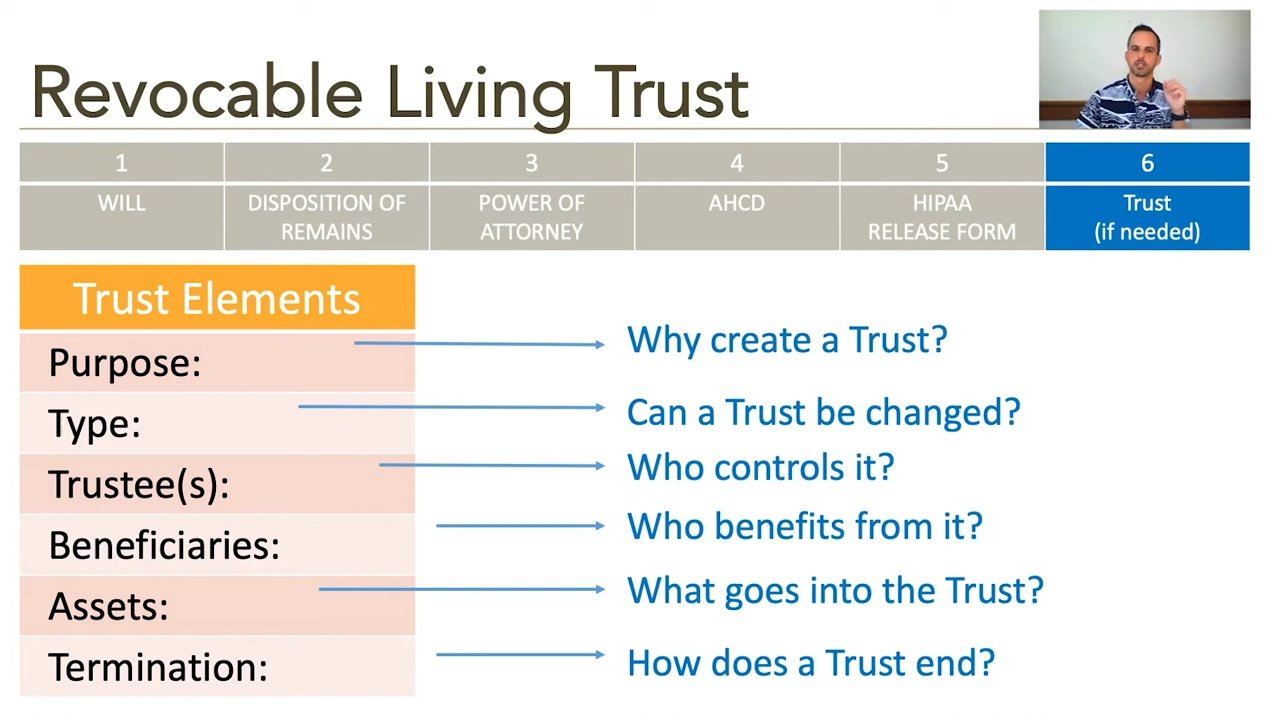 Revocable Living Trust
1
2
3
4
5
6
WILL
DISPOSITION OF
REMAINS
POWER OF
ATTORNEY
AHCD
HIPAA
RELEASE FORM
Trust
(if needed)
Trust Elements
Purpose:
Why create a Trust?
Type:
Can a Trust be changed?
Trustee(s):
Who controls it?
Beneficiaries:
Who benefits from it?
Assets:
What goes into the Trust?
Termination:
How does a Trust end?